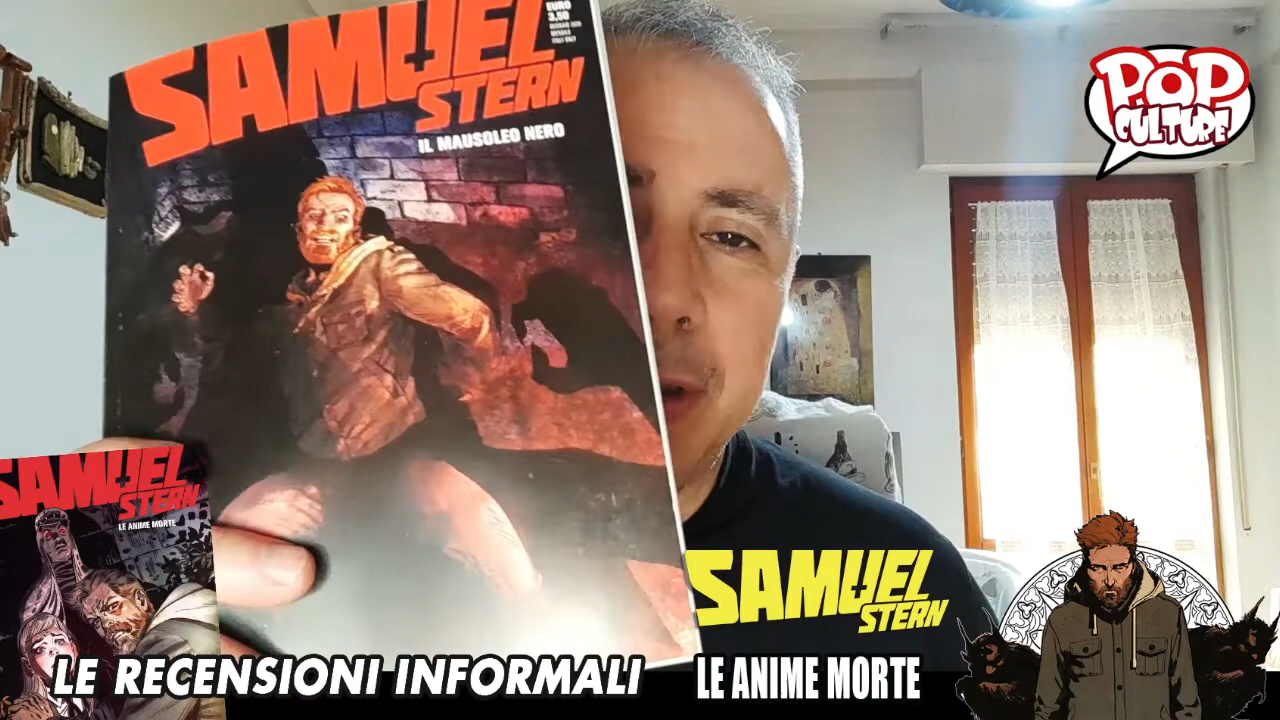 SAMUEL
STERN
IL MAUSOLEO NERO
EURO
3,50
POP
CULTURE
SAMUEL
STERN
LE ANIME MORTE
SAMUEL
STERN
LE RECENSIONI INFORMALI
LE ANIME MORTE